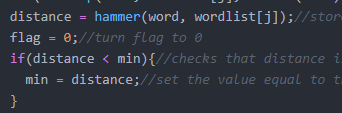 distance = hammer(word, wordlist[j]);//stor
flag = 0;//turn flag to 0
if(distance < min){//checks that distance i
min = distance;//set the value equal to t
}